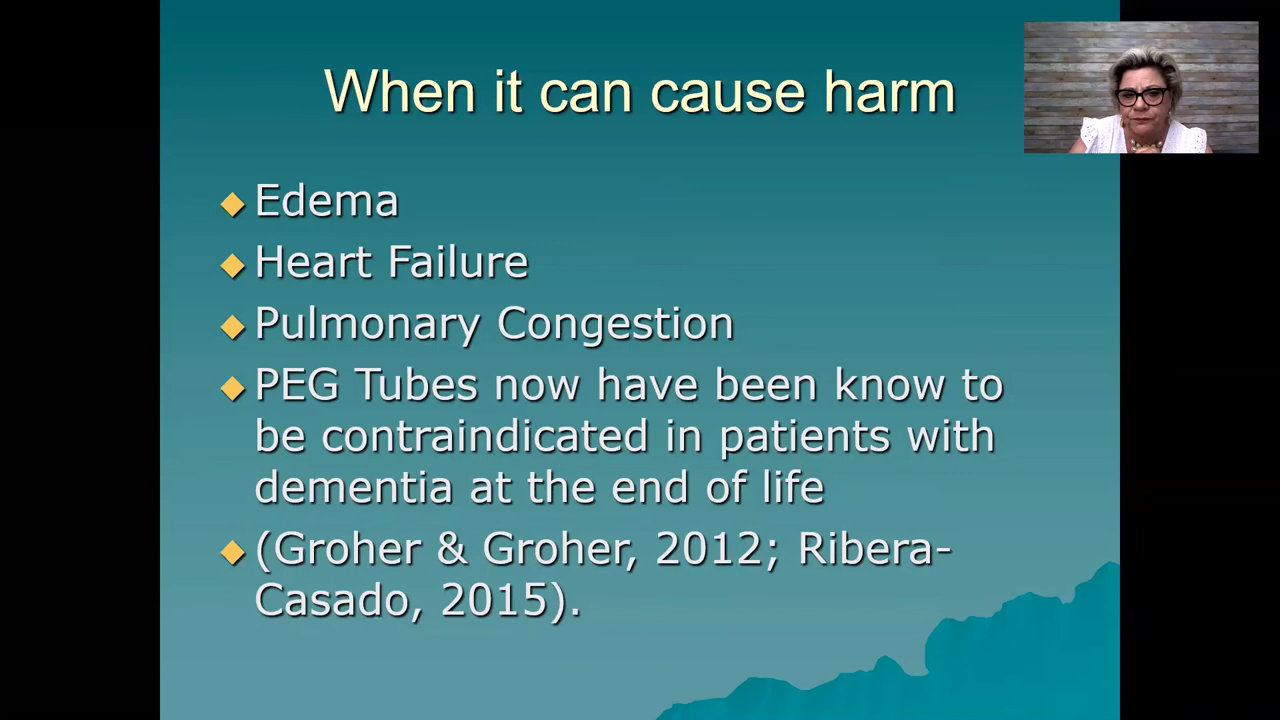 When it can cause harm
Edema
Heart Failure
Pulmonary Congestion
PEG Tubes now have been know to
be contraindicated in patients with
dementia at the end of life
(Groher & Groher, 2012; Ribera-
Casado, 2015).